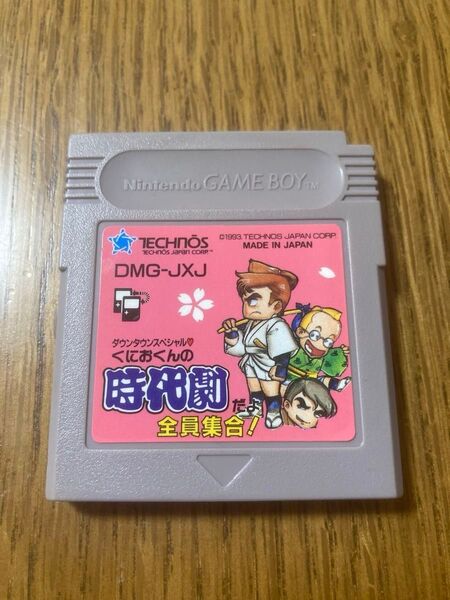 Nintendo GAME BOY TM
TECHNŌS
TECHNŌS JAPAN CORP.™
©1993, TECHNOS JAPAN CORP.
MADE IN JAPAN
DMG-JXJ
ダウンタウンスペシャル♥
くにおくんの
時代劇だよ
全員集合!